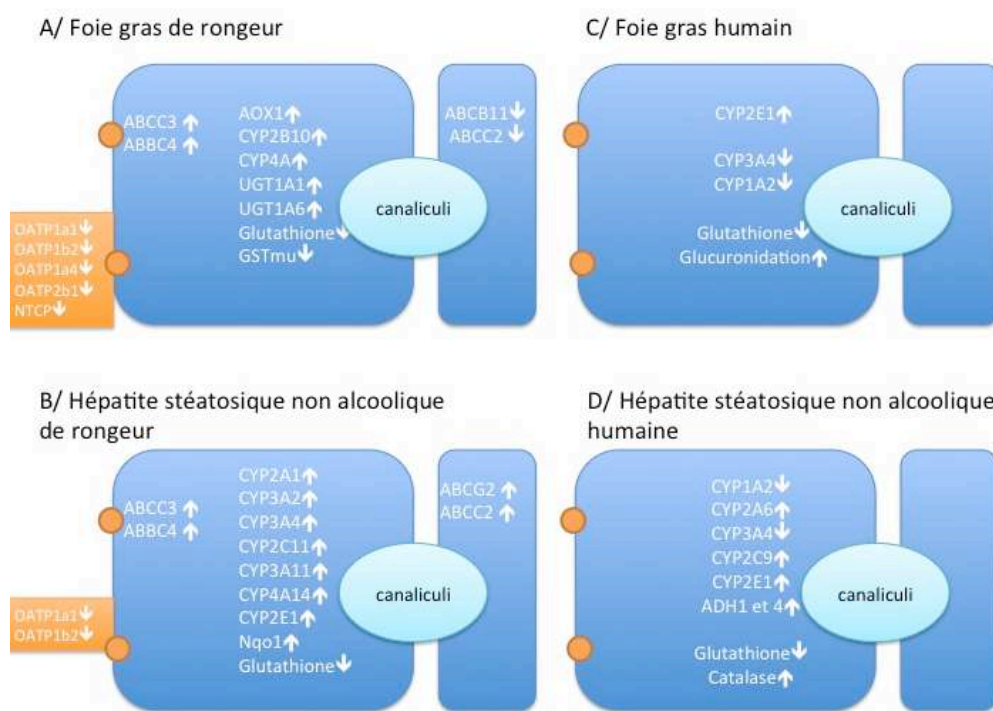 A/ Foie gras de rongeur
ABCC3 ↑
ABBC4 ↑
AOX1↑
CYP2B10↑
CYP4A↑
UGT1A1↑
UGT1A6↑
Glutathione↓
GSTmu↓
ABCB11↓
ABCC2↓
canaliculi
OATP1a1↓
OATP1b2↓
OATP1a4↓
OATP2b1↓
NTCP↓
C/ Foie gras humain
CYP2E1↑
CYP3A4↓
CYP1A2↓
Glutathione↓
Glucuronidation↑
canaliculi
B/ Hépatite stéatosique non alcoolique
de rongeur
ABCC3 ↑
ABBC4 ↑
CYP2A1↑
CYP3A2↑
CYP3A4↑
CYP2C11↑
CYP3A11↑
CYP4A14↑
CYP2E1↑
Nqo1↑
Glutathione↓
ABCG2 ↑
ABCC2 ↑
canaliculi
OATP1a1↓
OATP1b2↓
D/ Hépatite stéatosique non alcoolique
humaine
CYP1A2↓
CYP2A6↑
CYP3A4↓
CYP2C9↑
CYP2E1↑
ADH1 et 4↑
Glutathione↓
Catalase↑
canaliculi